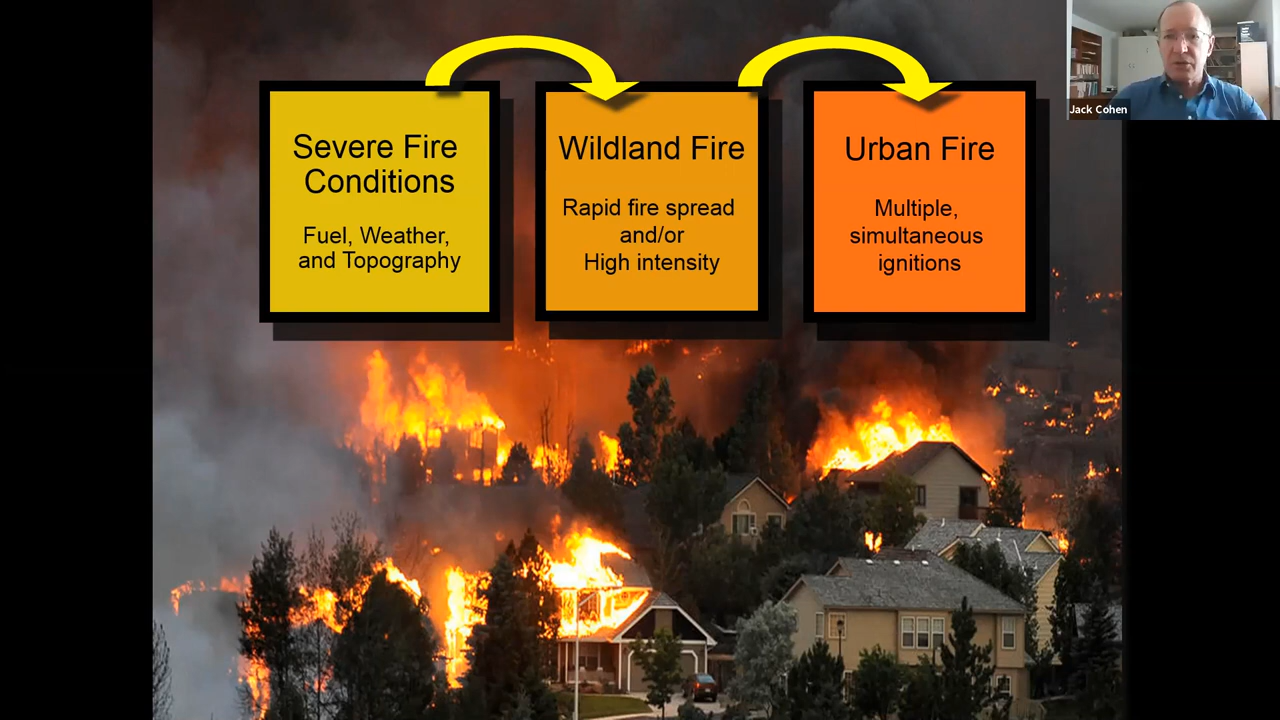 Severe Fire
Conditions
Fuel, Weather,
and Topography
Wildland Fire
Rapid fire spread
and/or
High intensity
Urban Fire
Multiple,
simultaneous
ignitions
Jack Cohen